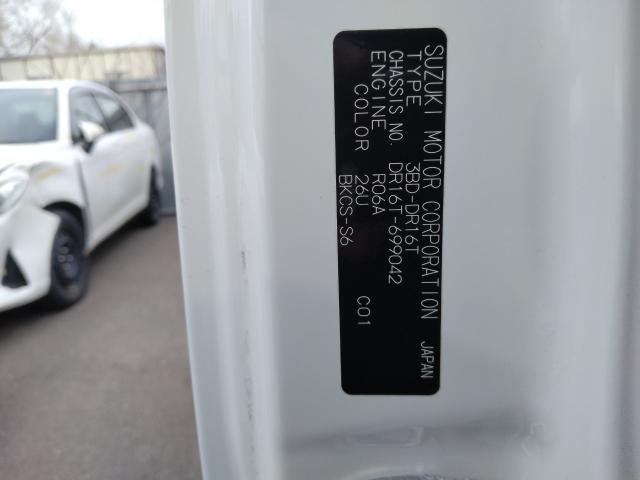 SUZUKI MOTOR CORPORATION JAPAN
TYPE 3BD-DR16T
CHASSIS NO. DR16T-699042
ENGINE R06A
COLOR 26U C01
BKCS-S6